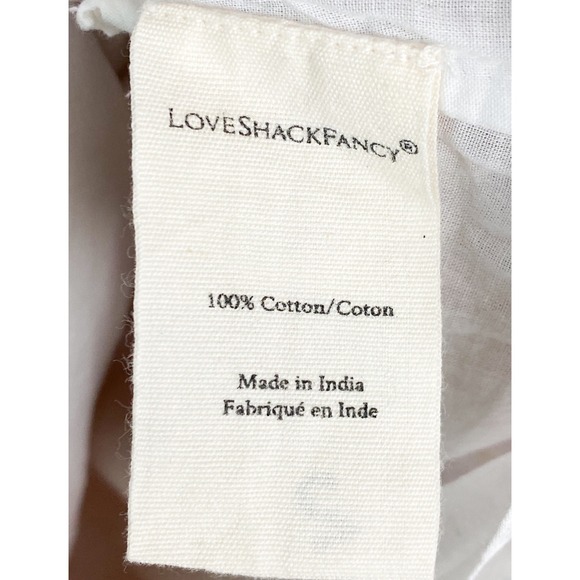 LOVESHACKFANCY®
100% Cotton/Coton
Made in India
Fabriqué en Inde